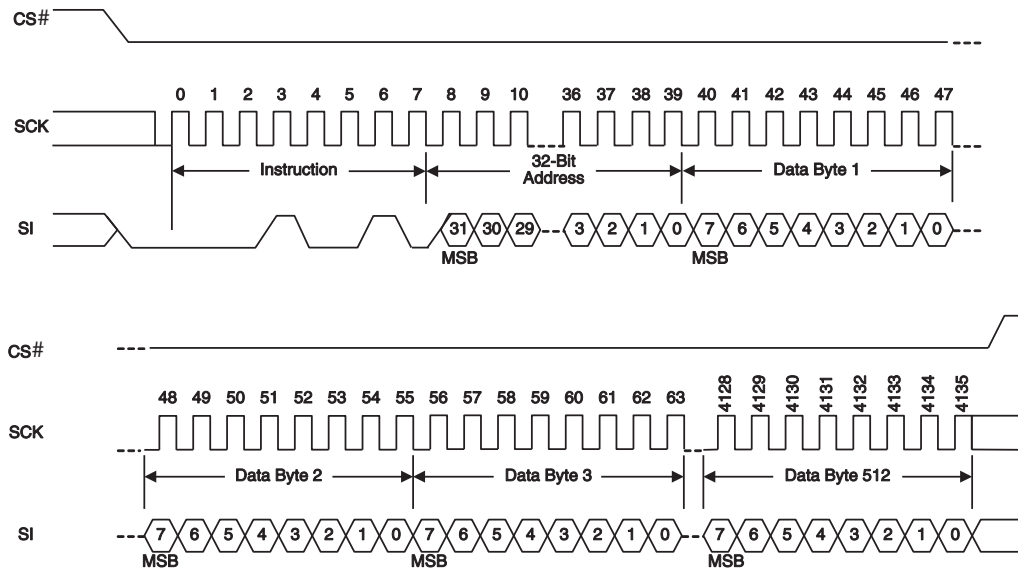 CS#
0 1 2 3 4 5 6 7 8 9 10 36 37 38 39 40 41 42 43 44 45 46 47
SCK
Instruction
32-Bit
Address
Data Byte 1
SI
31 30 29 3 2 1 0 7 6 5 4 3 2 1 0
MSB MSB
CS#
48 49 50 51 52 53 54 55 56 57 58 59 60 61 62 63 4128 4129 4130 4131 4132 4133 4134 4135
SCK
Data Byte 2 Data Byte 3 Data Byte 512
SI
7 6 5 4 3 2 1 0 7 6 5 4 3 2 1 0 7 6 5 4 3 2 1 0
MSB MSB MSB